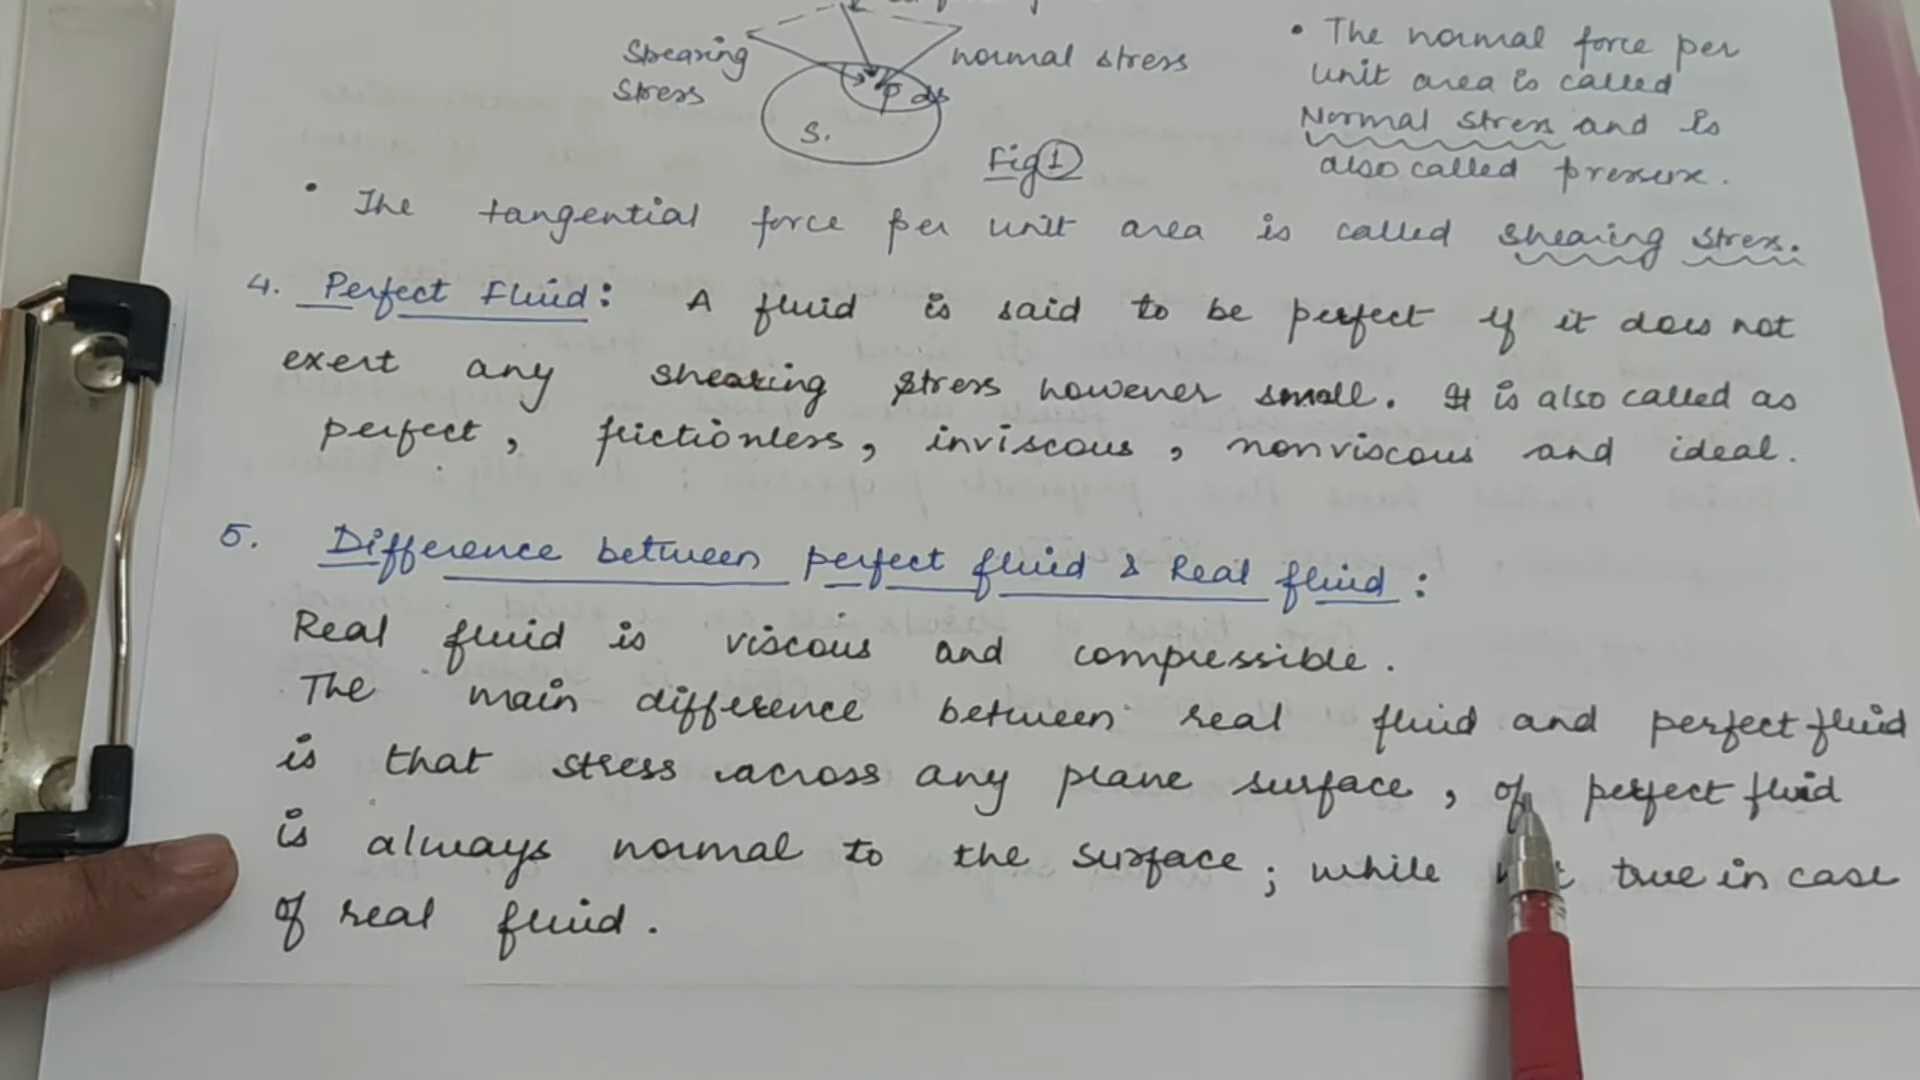 Shearing
Stress
normal stress
P ds
S.
Fig 1
• The normal force per
unit area is called
Normal stress and is
also called pressure.
• The tangential force per unit area is called shearing stress.
4. Perfect Fluid: A fluid is said to be perfect if it does not
exert any shearing stress however small. It is also called as
perfect, frictionless, inviscous, nonviscous and ideal.
5. Difference between perfect fluid & Real fluid:
Real fluid is viscous and compressible.
The main difference between real fluid and perfect fluid
is that stress across any plane surface, of perfect fluid
is always normal to the surface; while true in case
of real fluid.